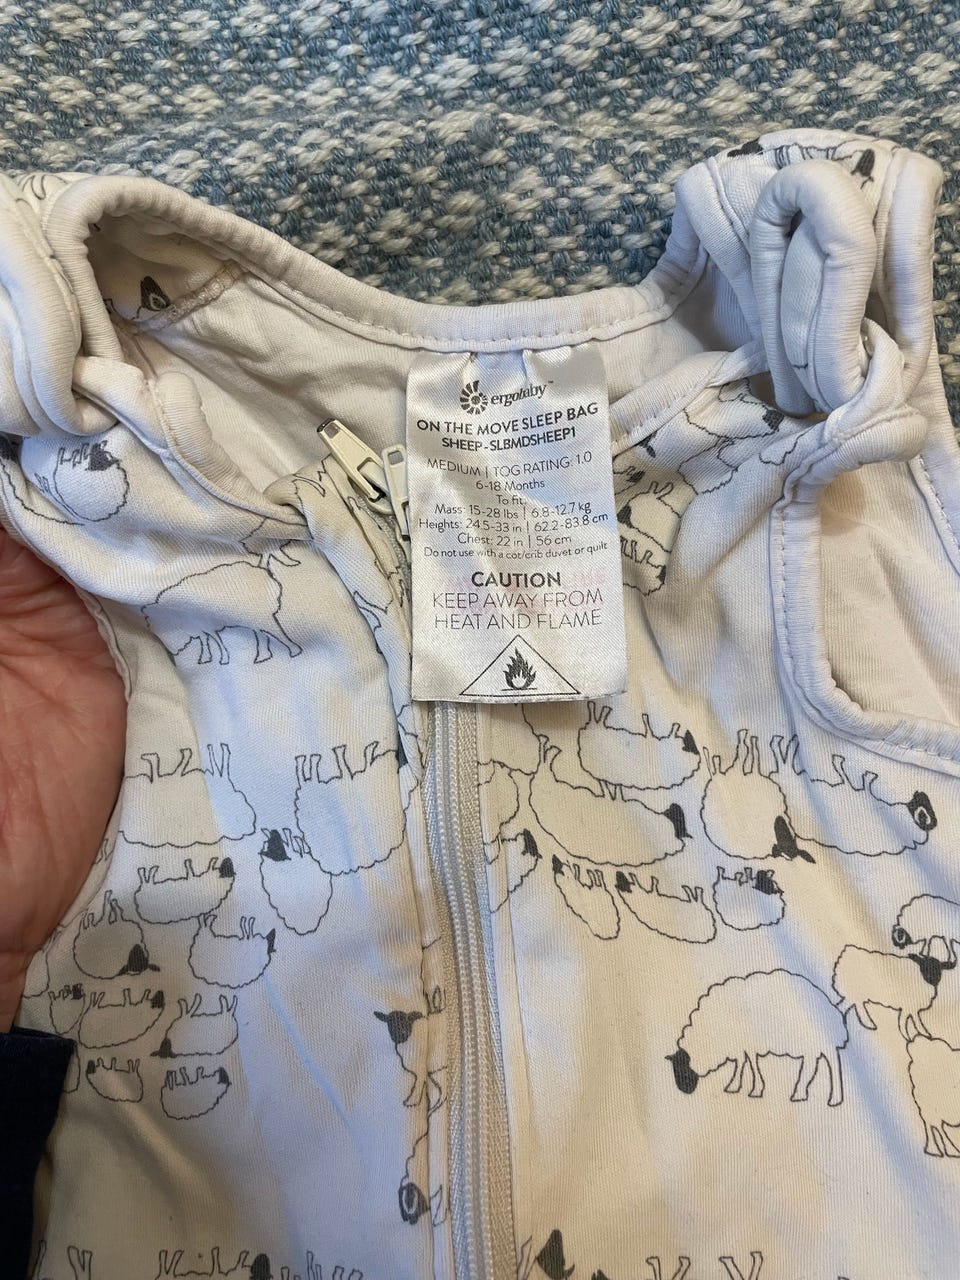 ergobaby™
ON THE MOVE SLEEP BAG
SHEEP-SLBMDSHEEP1
MEDIUM | TOG RATING: 1.0
6-18 Months
To fit:
Mass: 15-28 lbs | 6.8-12.7 kg
Heights: 24.5-33 in | 62.2-83.8 cm
Chest: 22 in | 56 cm
Do not use with a cot/crib duvet or quilt
CAUTION
KEEP AWAY FROM
HEAT AND FLAME